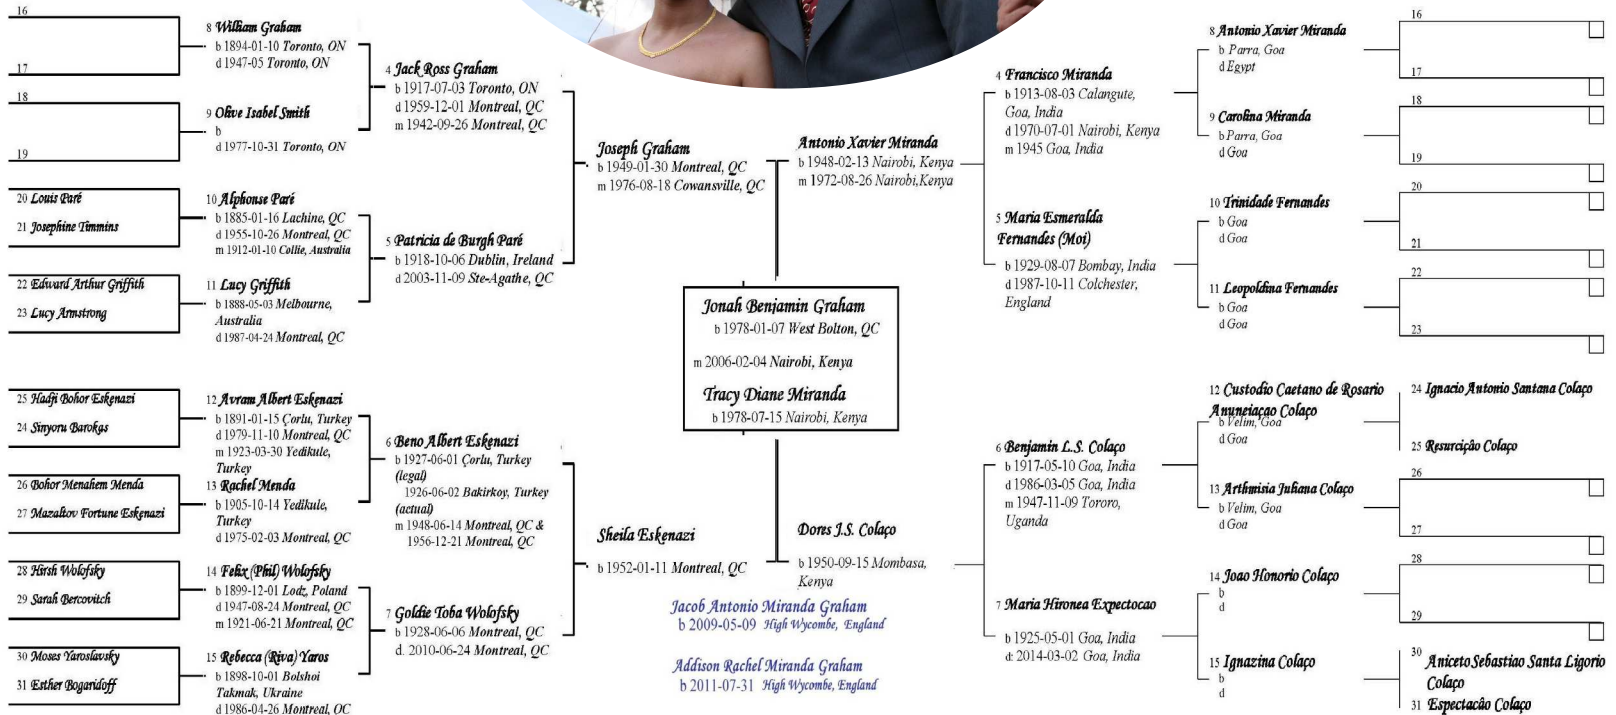 16
8 William Graham
b 1894-01-10 Toronto, ON
d 1947-05 Toronto, ON
17
18
9 Olive Isabel Smith
b
d 1977-10-31 Toronto, ON
19
20 Louis Paré
21 Josephine Timmins
10 Alphonse Paré
b 1885-01-16 Lachine, QC
d 1955-10-26 Montreal, QC
m 1912-01-10 Collie, Australia
22 Edward Arthur Griffith
23 Lucy Armstrong
11 Lucy Griffith
b 1888-05-03 Melbourne,
Australia
d 1987-04-24 Montreal, QC
25 Hadji Bohor Eskenazi
24 Sinyoru Barokas
12 Avram Albert Eskenazi
b 1891-01-15 Çorlu, Turkey
d 1979-11-10 Montreal, QC
m 1923-03-30 Yedikule,
Turkey
26 Bohor Menahem Menda
27 Mazaltov Fortune Eskenazi
13 Rachel Menda
b 1905-10-14 Yedikule,
Turkey
d 1975-02-03 Montreal, QC
28 Hirsh Wolofsky
29 Sarah Bercovitch
14 Felix (Phil) Wolofsky
b 1899-12-01 Lodz, Poland
d 1947-08-24 Montreal, QC
m 1921-06-21 Montreal, QC
30 Moses Yaroslavsky
31 Esther Bogaridoff
15 Rebecca (Riva) Yaros
b 1898-10-01 Bolshoi
Takmak, Ukraine
d 1986-04-26 Montreal, QC
4 Jack Ross Graham
b 1917-07-03 Toronto, ON
d 1959-12-01 Montreal, QC
m 1942-09-26 Montreal, QC
5 Patricia de Burgh Paré
b 1918-10-06 Dublin, Ireland
d 2003-11-09 Ste-Agathe, QC
6 Beno Albert Eskenazi
b 1927-06-01 Çorlu, Turkey
(legal)
1926-06-02 Bakirkoy, Turkey
(actual)
m 1948-06-14 Montreal, QC &
1956-12-21 Montreal, QC
7 Goldie Toba Wolofsky
b 1928-06-06 Montreal, QC
d. 2010-06-24 Montreal, QC
Joseph Graham
b 1949-01-30 Montreal, QC
m 1976-08-18 Cowansville, QC
Sheila Eskenazi
b 1952-01-11 Montreal, QC
Jonah Benjamin Graham
b 1978-01-07 West Bolton, QC
m 2006-02-04 Nairobi, Kenya
Tracy Diane Miranda
b 1978-07-15 Nairobi, Kenya
Jacob Antonio Miranda Graham
b 2009-05-09 High Wycombe, England
Addison Rachel Miranda Graham
b 2011-07-31 High Wycombe, England
Antonio Xavier Miranda
b 1948-02-13 Nairobi, Kenya
m 1972-08-26 Nairobi,Kenya
Dores J.S. Colaço
b 1950-09-15 Mombasa,
Kenya
4 Francisco Miranda
b 1913-08-03 Calangute,
Goa, India
d 1970-07-01 Nairobi, Kenya
m 1945 Goa, India
5 Maria Esmeralda
Fernandes (Moi)
b 1929-08-07 Bombay, India
d 1987-10-11 Colchester,
England
6 Benjamin L.S. Colaço
b 1917-05-10 Goa, India
d 1986-03-05 Goa, India
m 1947-11-09 Tororo,
Uganda
7 Maria Hironea Expectocao
b 1925-05-01 Goa, India
d: 2014-03-02 Goa, India
8 Antonio Xavier Miranda
b Parra, Goa
d Egypt
9 Carolina Miranda
b Parra, Goa
d Goa
10 Trinidade Fernandes
b Goa
d Goa
11 Leopoldina Fernandes
b Goa
d Goa
12 Custodio Caetano de Rosario
Anuneiaçao Colaço
b Velim, Goa
d Goa
13 Arthmisia Juliana Colaço
b Velim, Goa
d Goa
14 Joao Honorio Colaço
b
d
15 Ignazina Colaço
b
d
16
17
18
19
20
21
22
23
24 Ignacio Antonio Santana Colaço
25 Resurcição Colaço
26
27
28
29
30 Aniceto Sebastiao Santa Ligorio
Colaço
31 Espectacâo Colaço